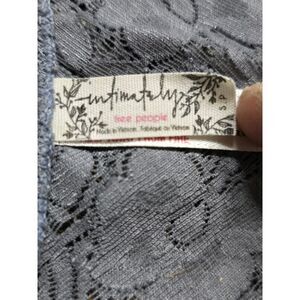 intimately
free people
Made in Vietnam. Fabriqué au Vietnam